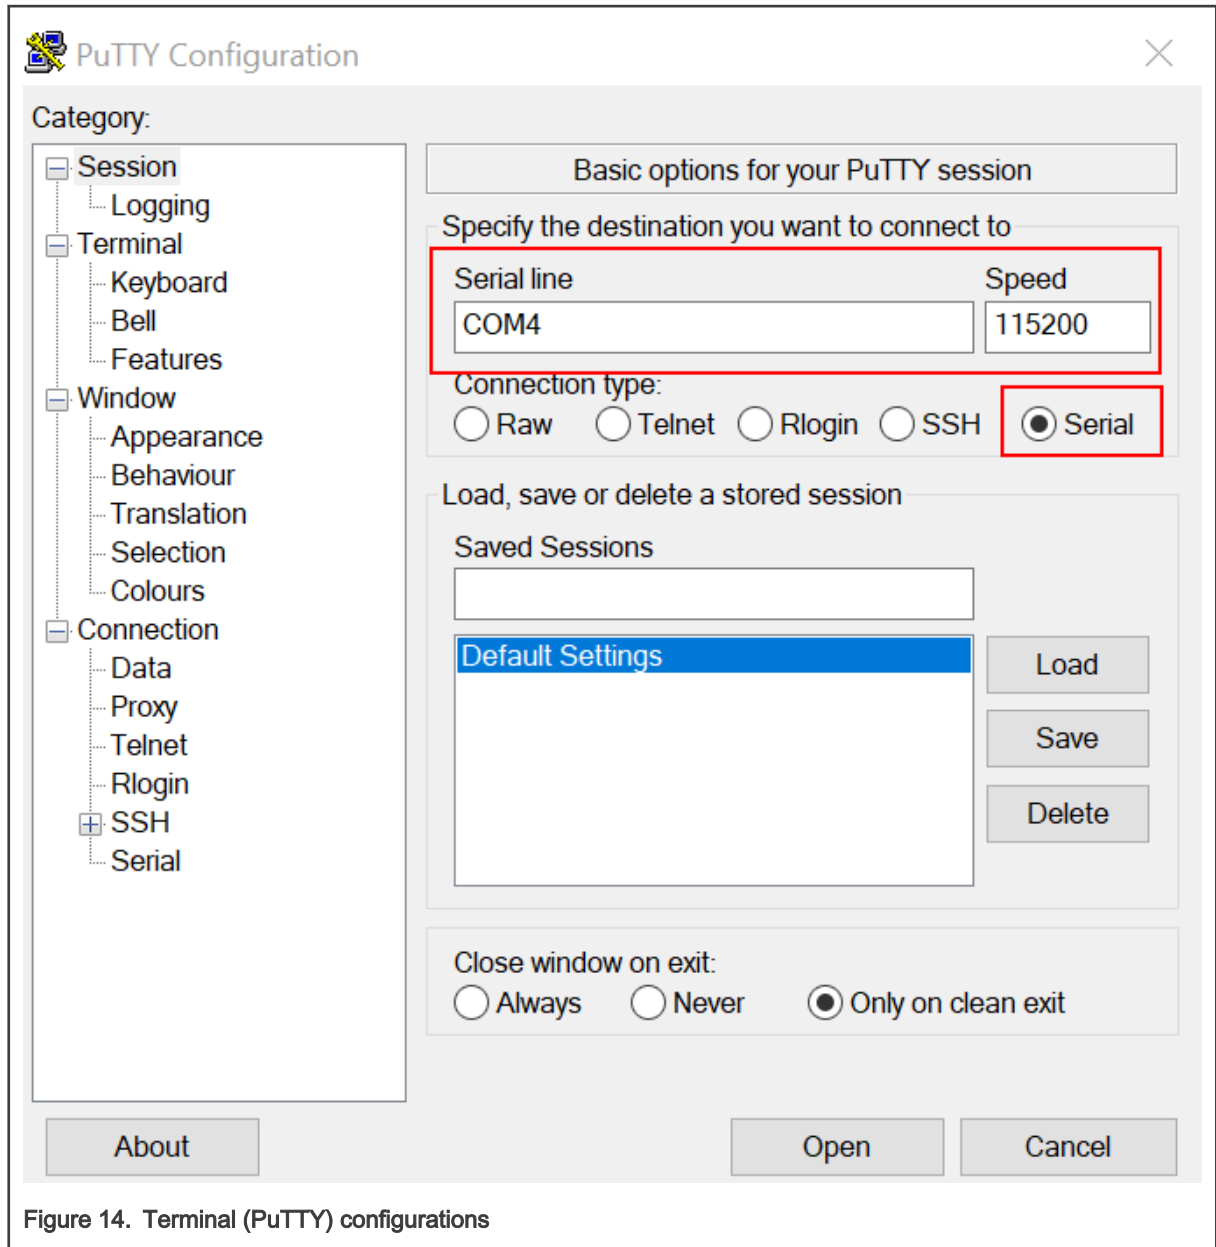 PuTTY Configuration
Category:
Session
Logging
Terminal
Keyboard
Bell
Features
Window
Appearance
Behaviour
Translation
Selection
Colours
Connection
Data
Proxy
Telnet
Rlogin
SSH
Serial
Basic options for your PuTTY session
Specify the destination you want to connect to
Serial line Speed
COM4 115200
Connection type:
Raw Telnet Rlogin SSH Serial
Load, save or delete a stored session
Saved Sessions
Default Settings
Load
Save
Delete
Close window on exit:
Always Never Only on clean exit
About Open Cancel
Figure 14. Terminal (PuTTY) configurations